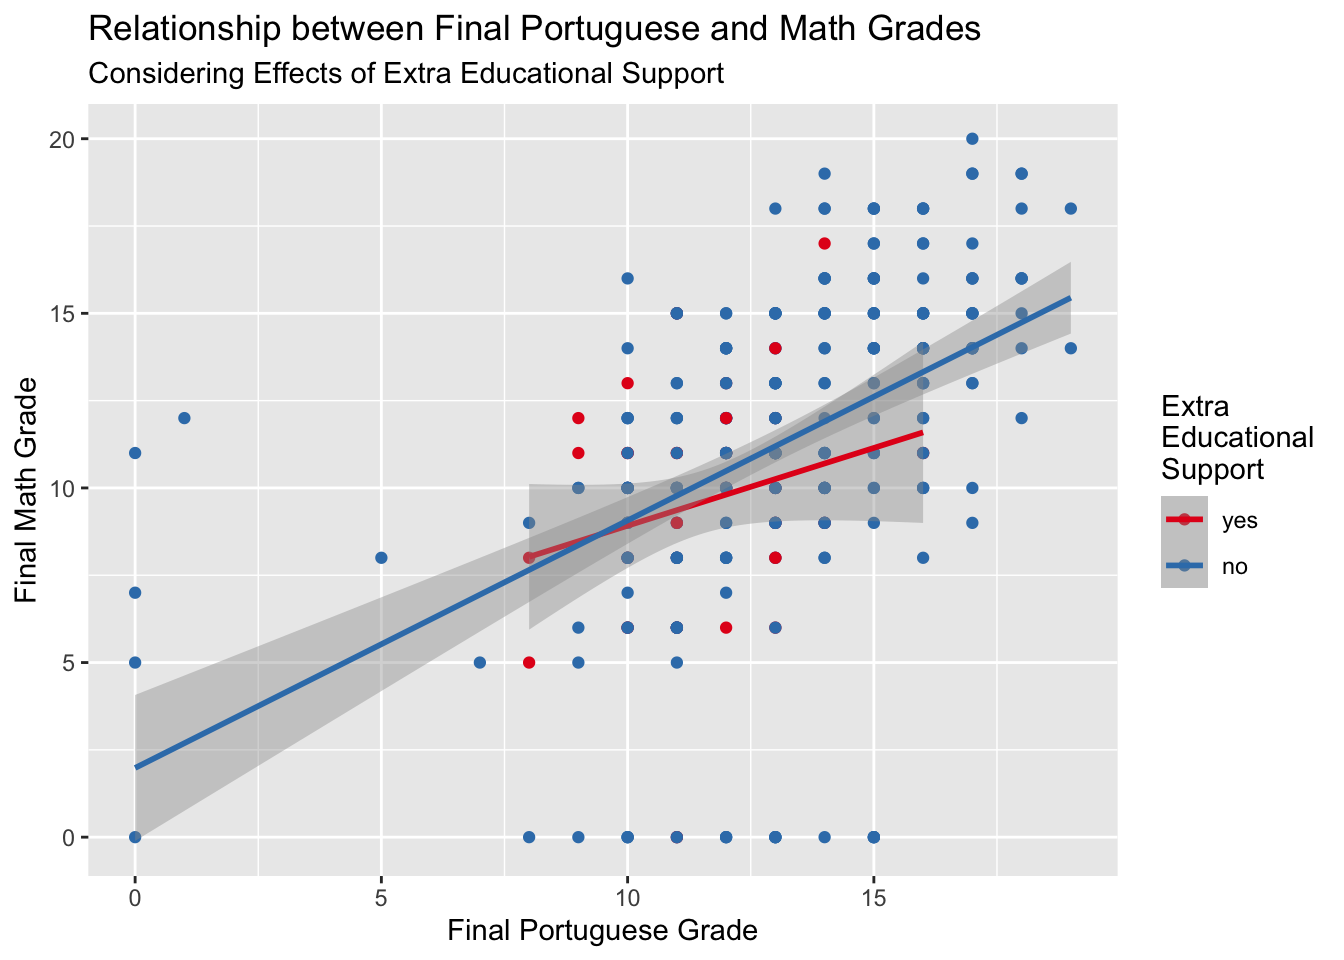 Relationship between Final Portuguese and Math Grades
Considering Effects of Extra Educational Support
20
15
10
5
0
Final Math Grade
0 5 10 15
Final Portuguese Grade
Extra
Educational
Support
yes
no